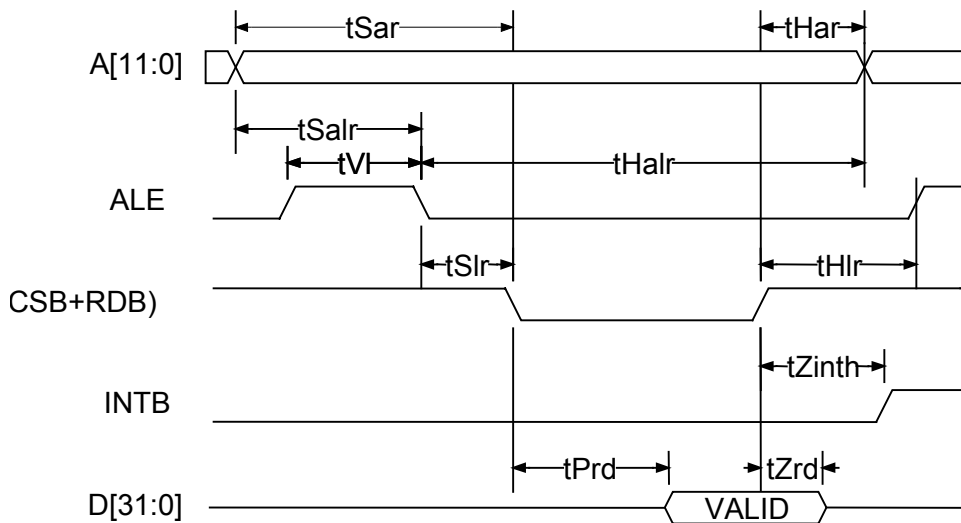 tSar
tHar
A[11:0]
tSalr
tVl
tHalr
ALE
tSlr
tHlr
CSB+RDB)
tZinth
INTB
tPrd
tZrd
D[31:0]
VALID